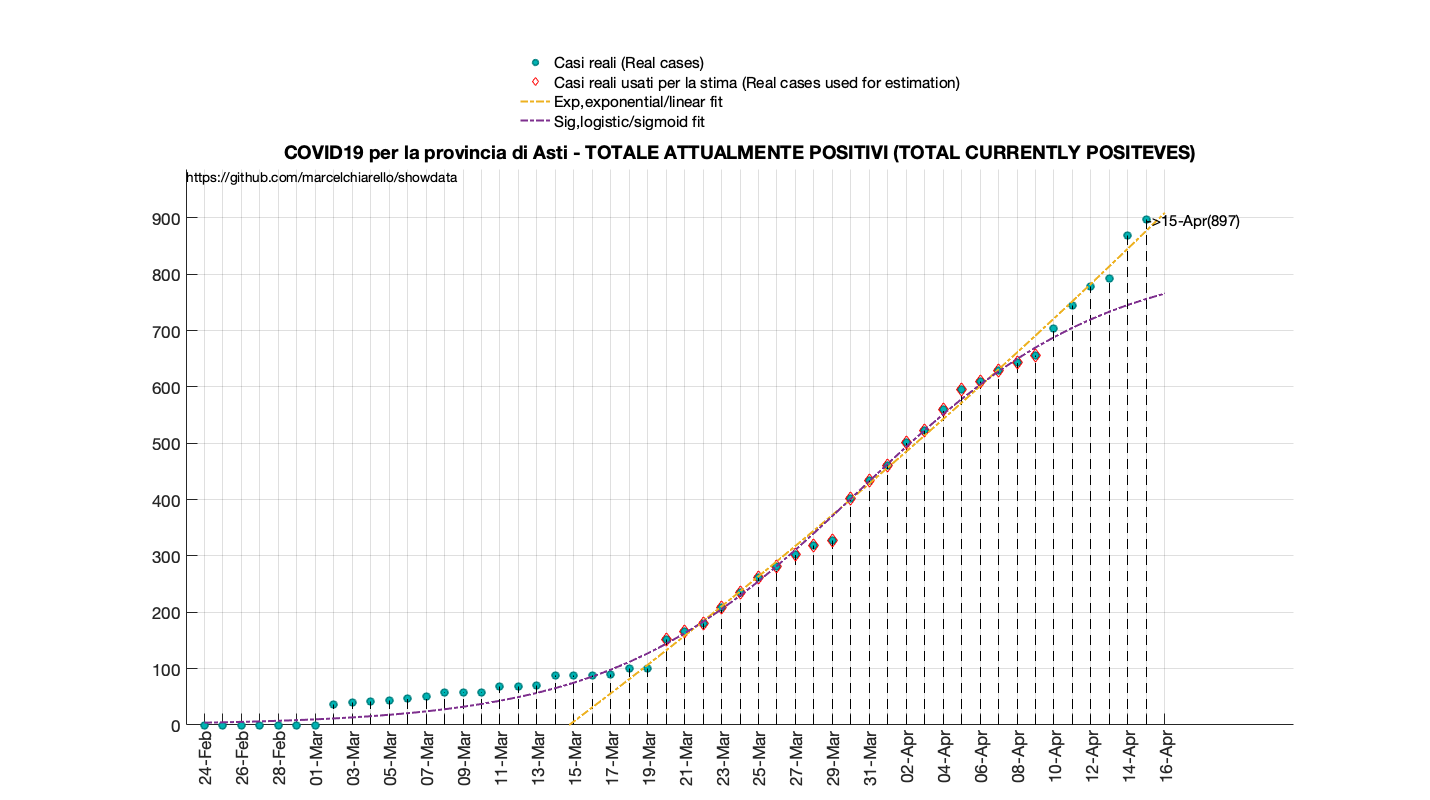 Casi reali (Real cases)
Casi reali usati per la stima (Real cases used for estimation)
Exp,exponential/linear fit
Sig,logistic/sigmoid fit
COVID19 per la provincia di Asti - TOTALE ATTUALMENTE POSITIVI (TOTAL CURRENTLY POSITEVES)
https://github.com/marcelchiarello/showdata
900
->15-Apr(897)
800
700
600
500
400
300
200
100
0
24-Feb
26-Feb
28-Feb
01-Mar
03-Mar
05-Mar
07-Mar
09-Mar
11-Mar
13-Mar
15-Mar
17-Mar
19-Mar
21-Mar
23-Mar
25-Mar
27-Mar
29-Mar
31-Mar
02-Apr
04-Apr
06-Apr
08-Apr
10-Apr
12-Apr
14-Apr
16-Apr